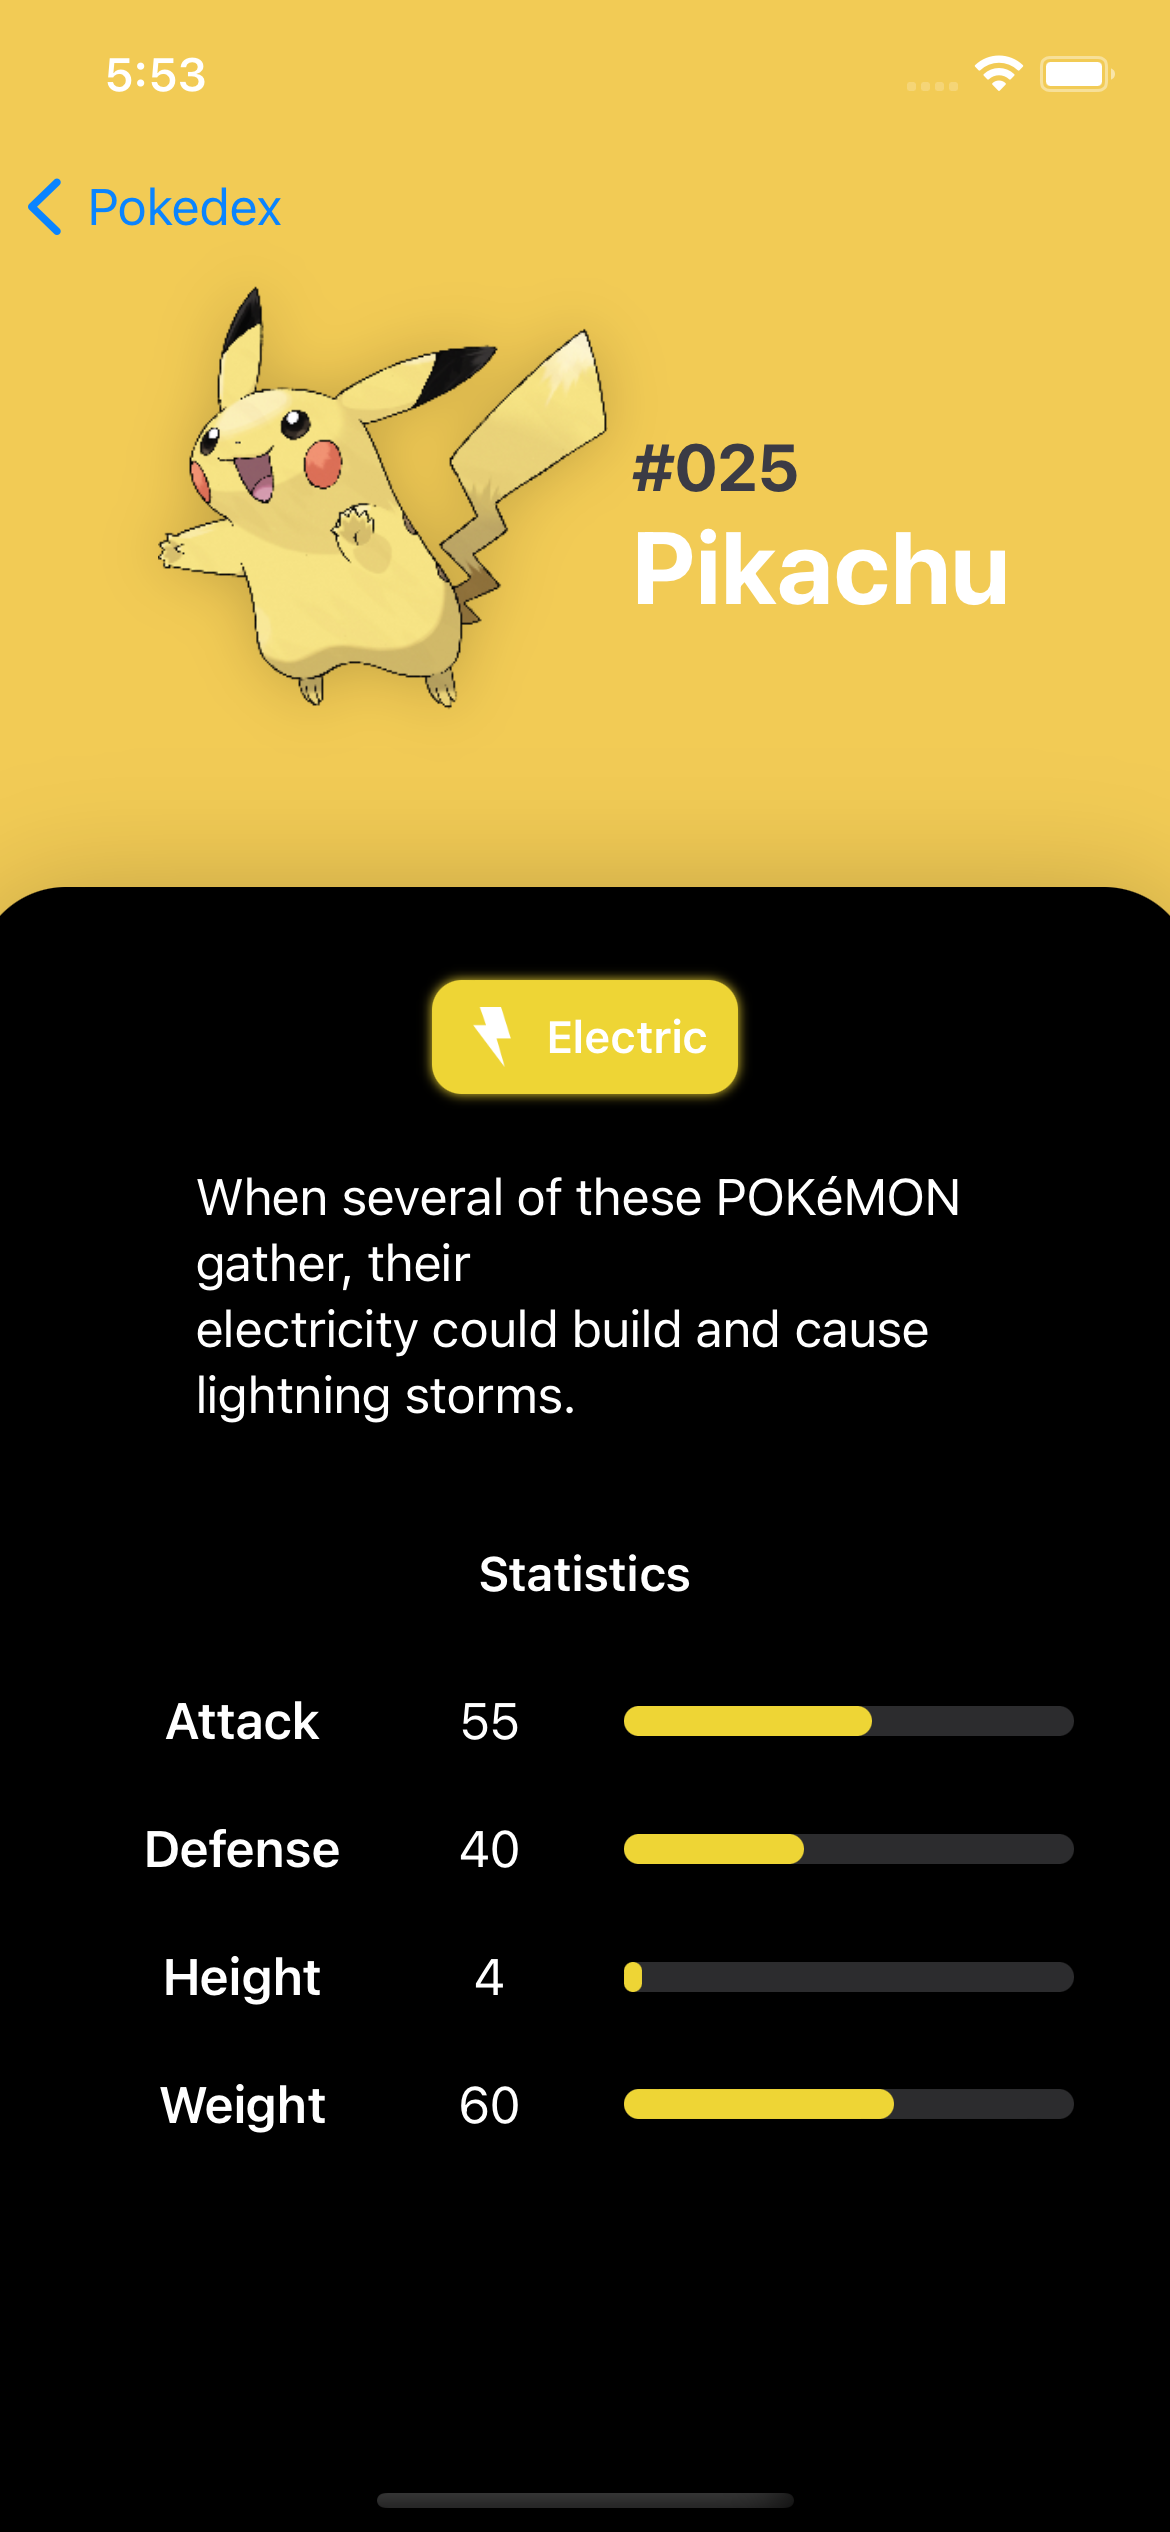 5:53
Pokedex
#025
Pikachu
Electric
When several of these POKéMON
gather, their
electricity could build and cause
lightning storms.
Statistics
Attack 55
Defense 40
Height 4
Weight 60